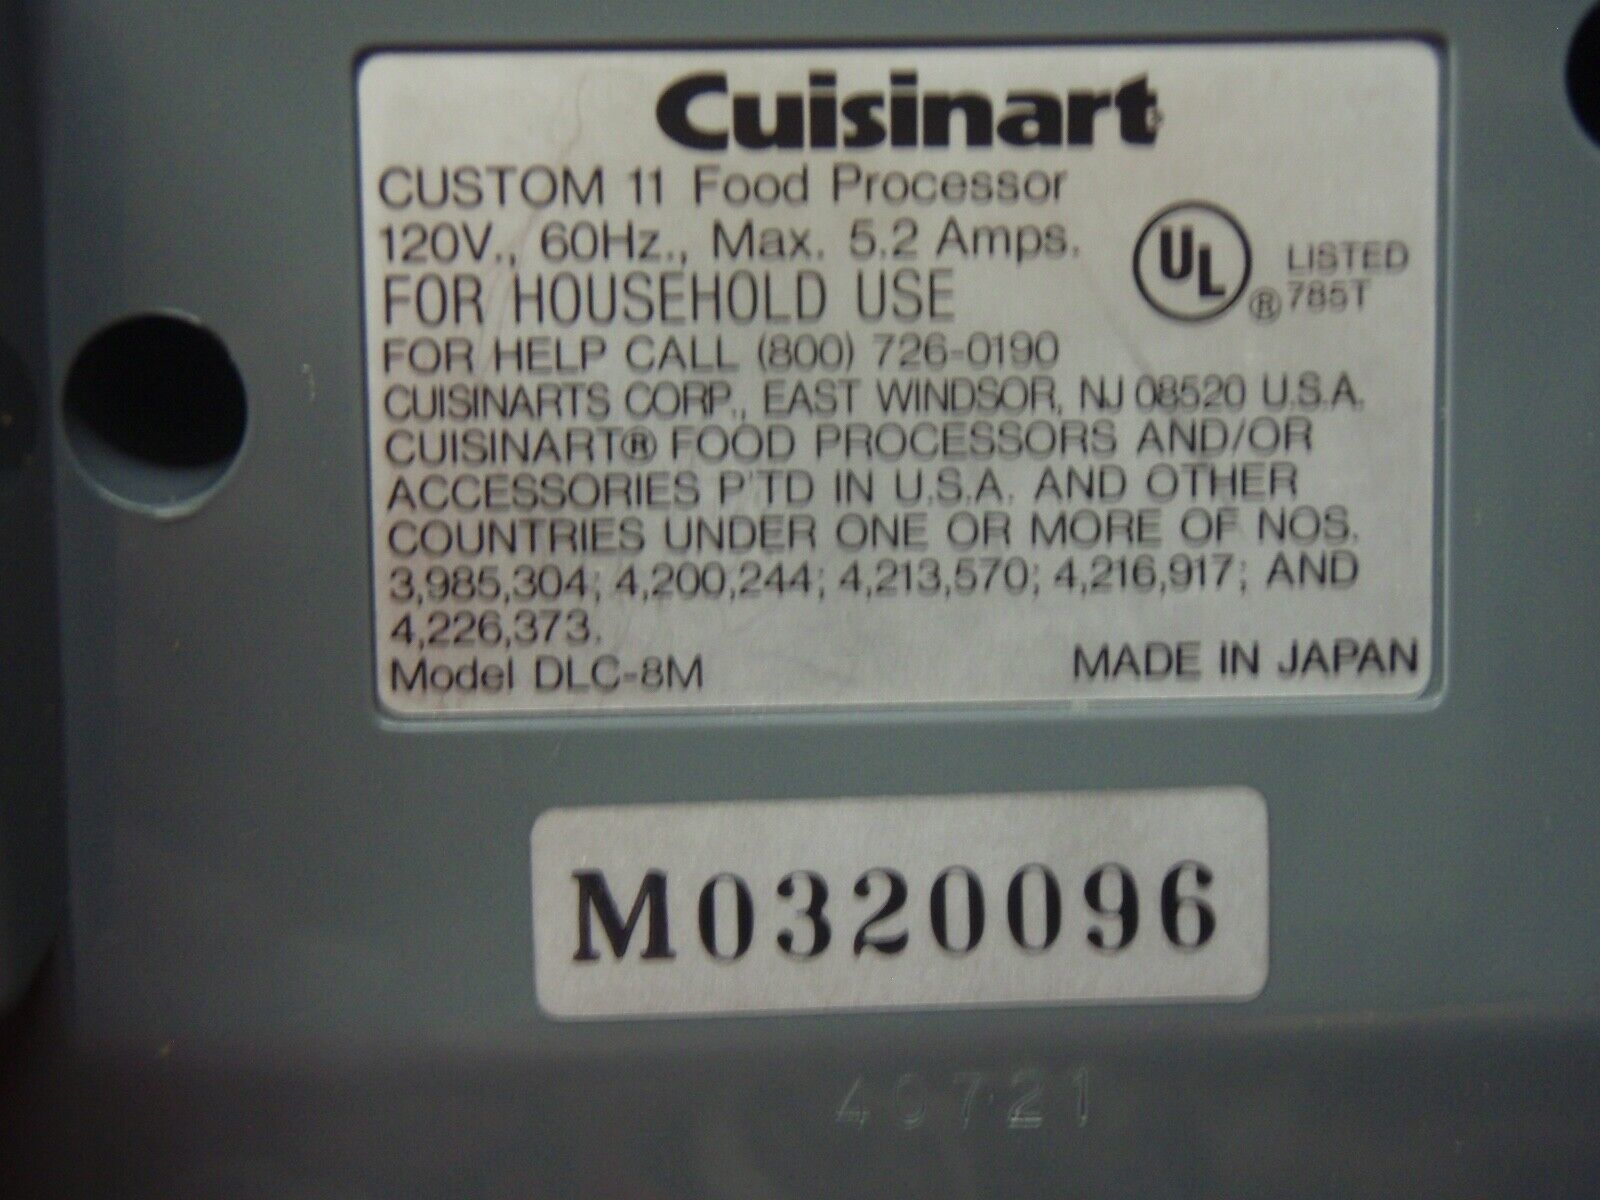 Cuisinart
CUSTOM 11 Food Processor
120V., 60Hz., Max. 5.2 Amps.
FOR HOUSEHOLD USE
UL ® LISTED 785T
FOR HELP CALL (800) 726-0190
CUISINARTS CORP., EAST WINDSOR, NJ 08520 U.S.A.
CUISINART® FOOD PROCESSORS AND/OR
ACCESSORIES P'TD IN U.S.A. AND OTHER
COUNTRIES UNDER ONE OR MORE OF NOS.
3,985,304; 4,200,244; 4,213,570; 4,216,917; AND
4,226,373.
Model DLC-8M MADE IN JAPAN
M0320096
40721